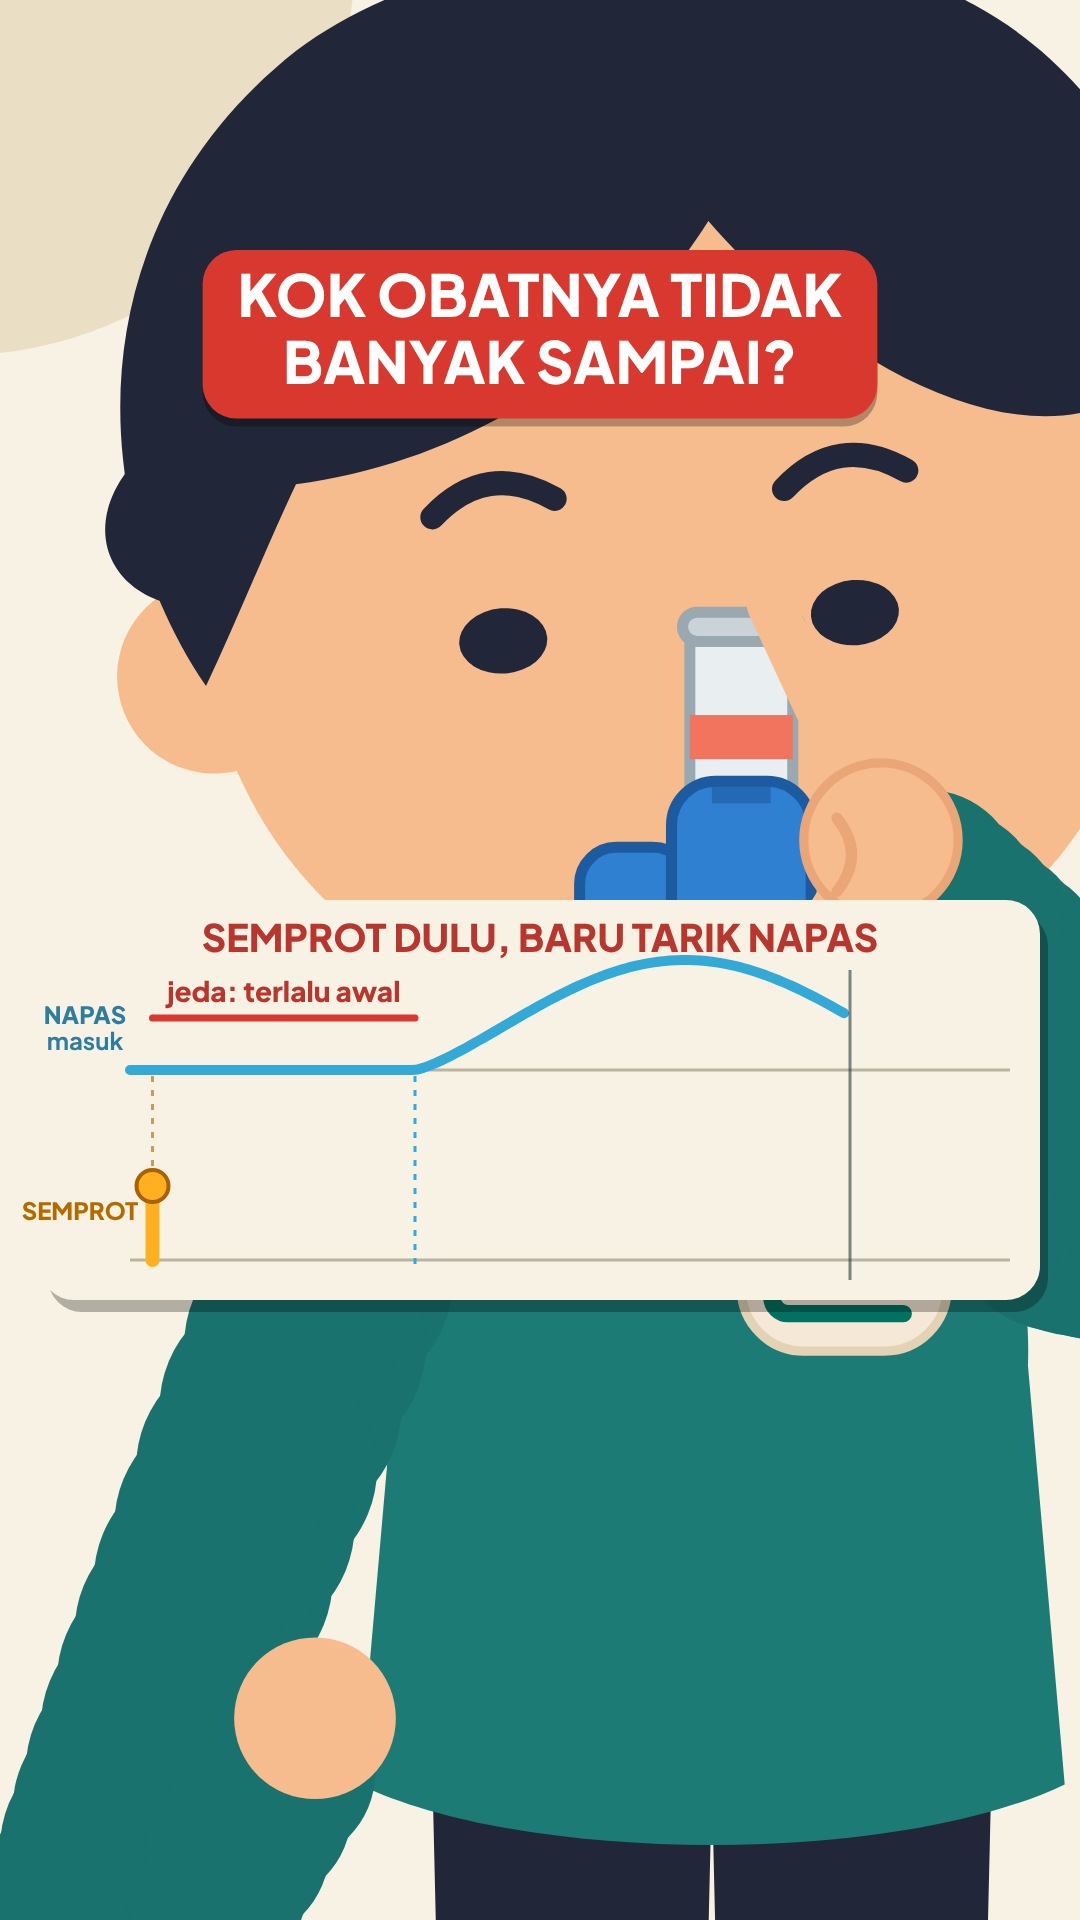 KOK OBATNYA TIDAK
BANYAK SAMPAI?
SEMPROT DULU, BARU TARIK NAPAS
jeda: terlalu awal
NAPAS
masuk
SEMPROT